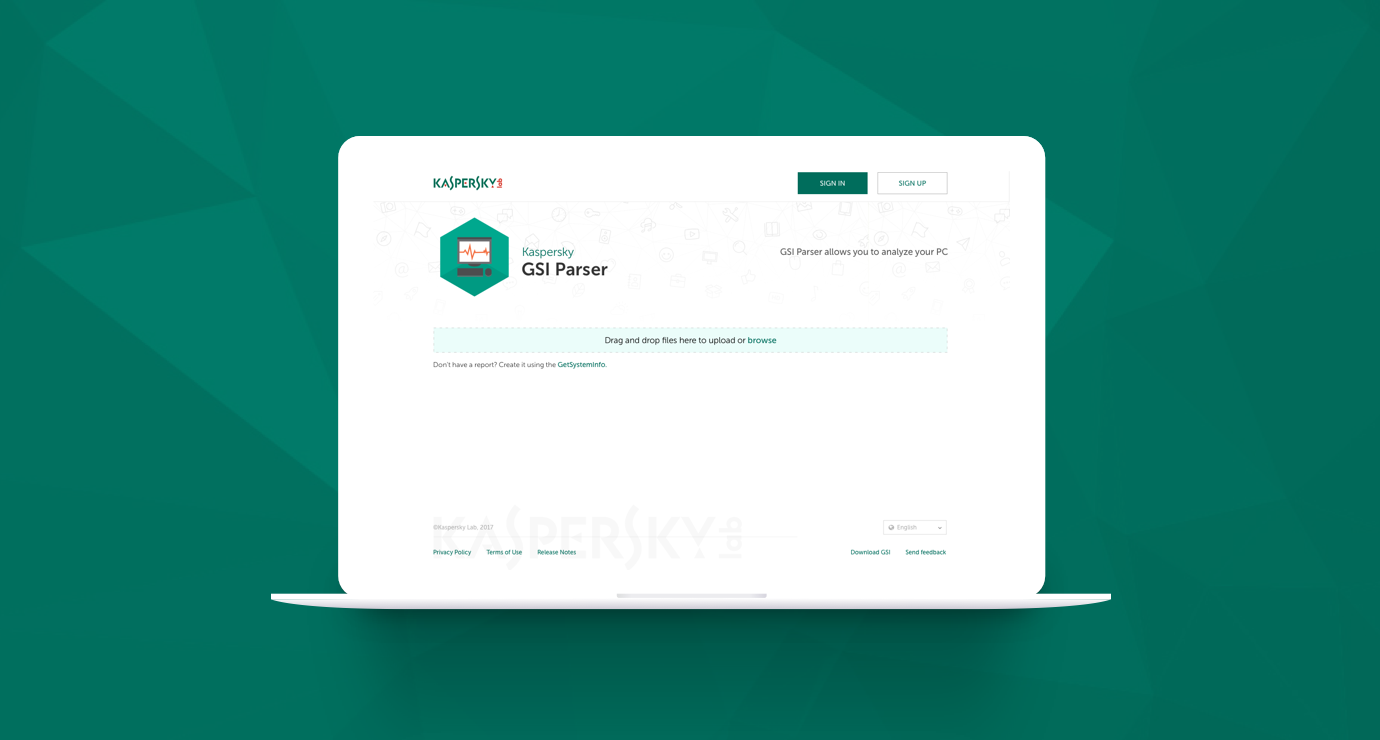 KASPERSKY lab
SIGN IN
SIGN UP
Kaspersky
GSI Parser
GSI Parser allows you to analyze your PC
Drag and drop files here to upload or browse
Don't have a report? Create it using the GetSystemInfo.
KASPERSKY lab
©Kaspersky Lab, 2017
English
Privacy Policy
Terms of Use
Release Notes
Download GSI
Send feedback